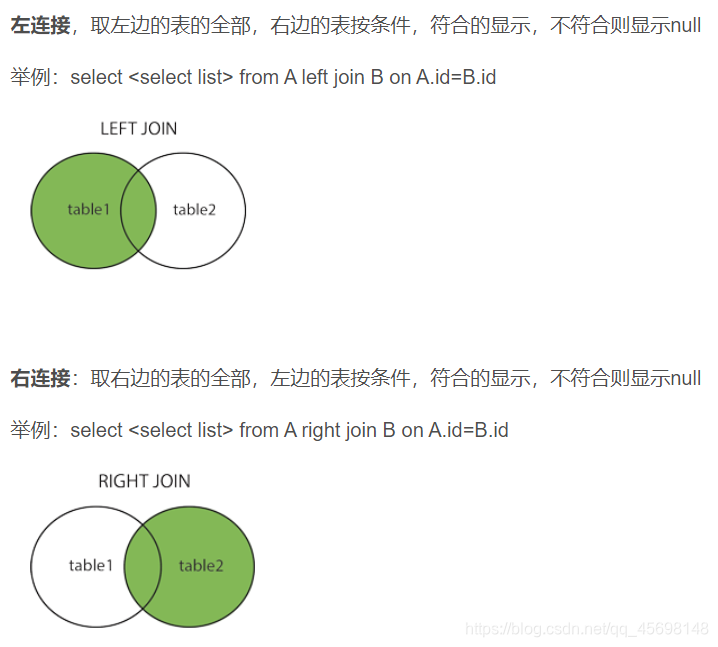 左连接，取左边的表的全部，右边的表按条件，符合的显示，不符合则显示null
举例：select <select list> from A left join B on A.id=B.id
LEFT JOIN
table1
table2
右连接：取右边的表的全部，左边的表按条件，符合的显示，不符合则显示null
举例：select <select list> from A right join B on A.id=B.id
RIGHT JOIN
table1
table2
https://blog.csdn.net/qq_45698148